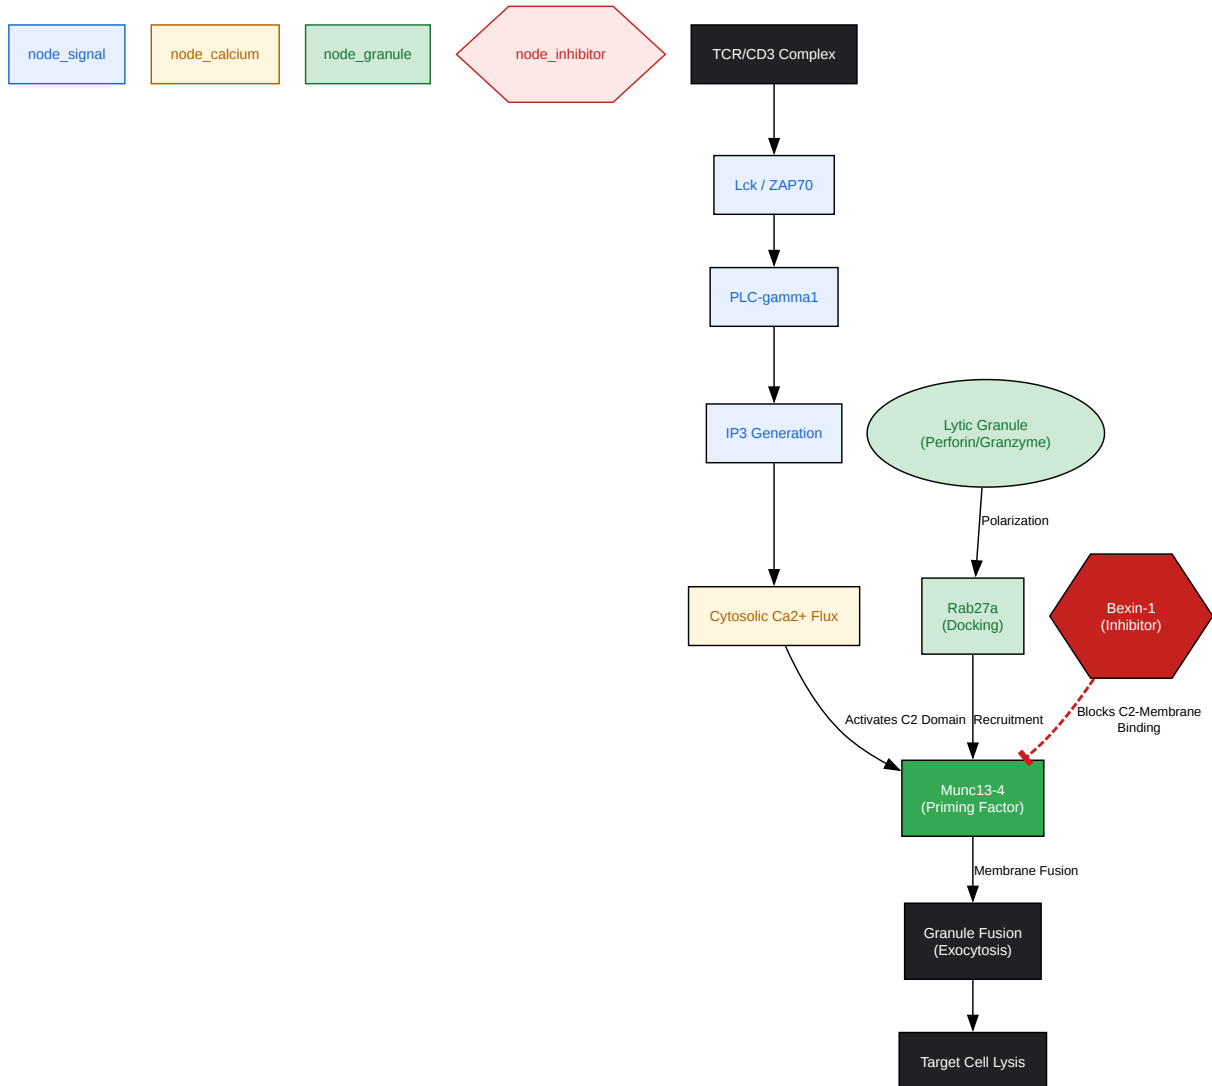 node_signal
node_calcium
node_granule
node_inhibitor
TCR/CD3 Complex
Lck / ZAP70
PLC-gamma1
IP3 Generation
Lytic Granule
(Perforin/Granzyme)
Polarization
Cytosolic Ca2+ Flux
Rab27a
(Docking)
Bexin-1
(Inhibitor)
Activates C2 Domain
Recruitment
Blocks C2-Membrane
Binding
Munc13-4
(Priming Factor)
Membrane Fusion
Granule Fusion
(Exocytosis)
Target Cell Lysis